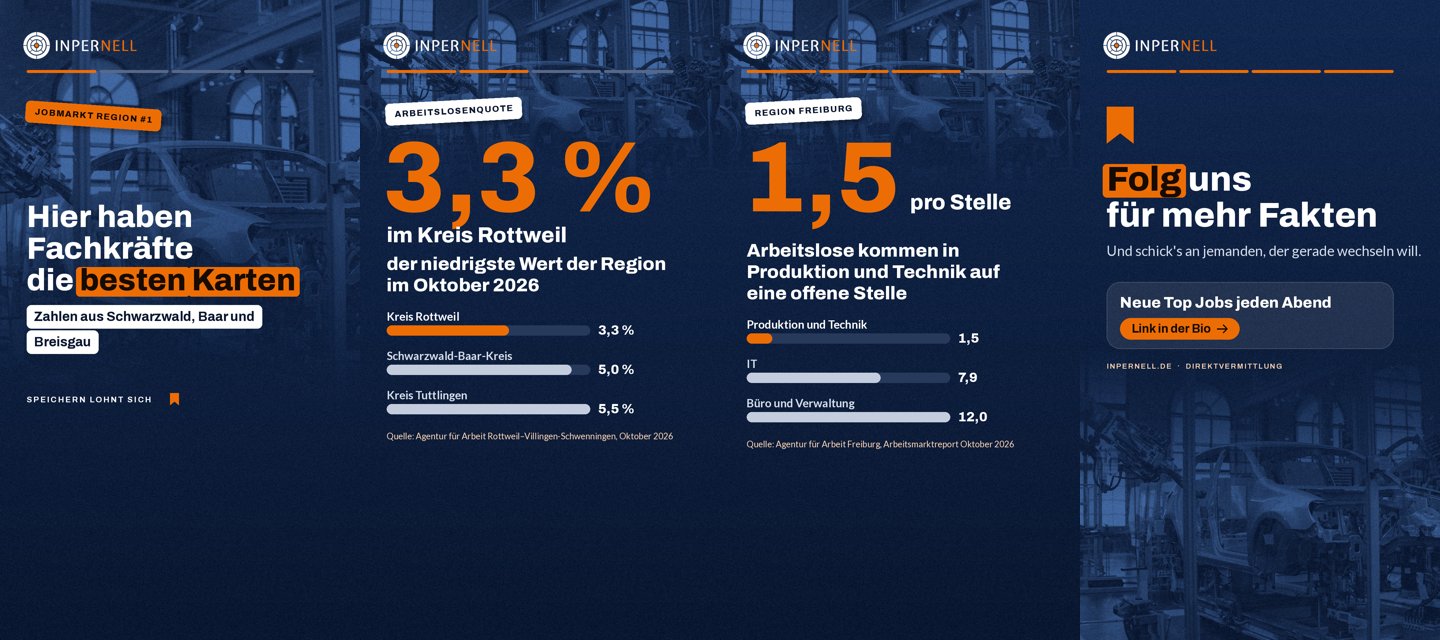 INPERNELL
JOBMARKT REGION #1
Hier haben
Fachkräfte
die besten Karten
Zahlen aus Schwarzwald, Baar und
Breisgau
SPEICHERN LOHNT SICH
INPERNELL
ARBEITSLOSENQUOTE
3,3 %
im Kreis Rottweil
der niedrigste Wert der Region
im Oktober 2026
Kreis Rottweil
3,3 %
Schwarzwald-Baar-Kreis
5,0 %
Kreis Tuttlingen
5,5 %
Quelle: Agentur für Arbeit Rottweil–Villingen-Schwenningen, Oktober 2026
INPERNELL
REGION FREIBURG
1,5 pro Stelle
Arbeitslose kommen in
Produktion und Technik auf
eine offene Stelle
Produktion und Technik
1,5
IT
7,9
Büro und Verwaltung
12,0
Quelle: Agentur für Arbeit Freiburg, Arbeitsmarktreport Oktober 2026
INPERNELL
Folg uns
für mehr Fakten
Und schick's an jemanden, der gerade wechseln will.
Neue Top Jobs jeden Abend
Link in der Bio →
INPERNELL.DE · DIREKTVERMITTLUNG